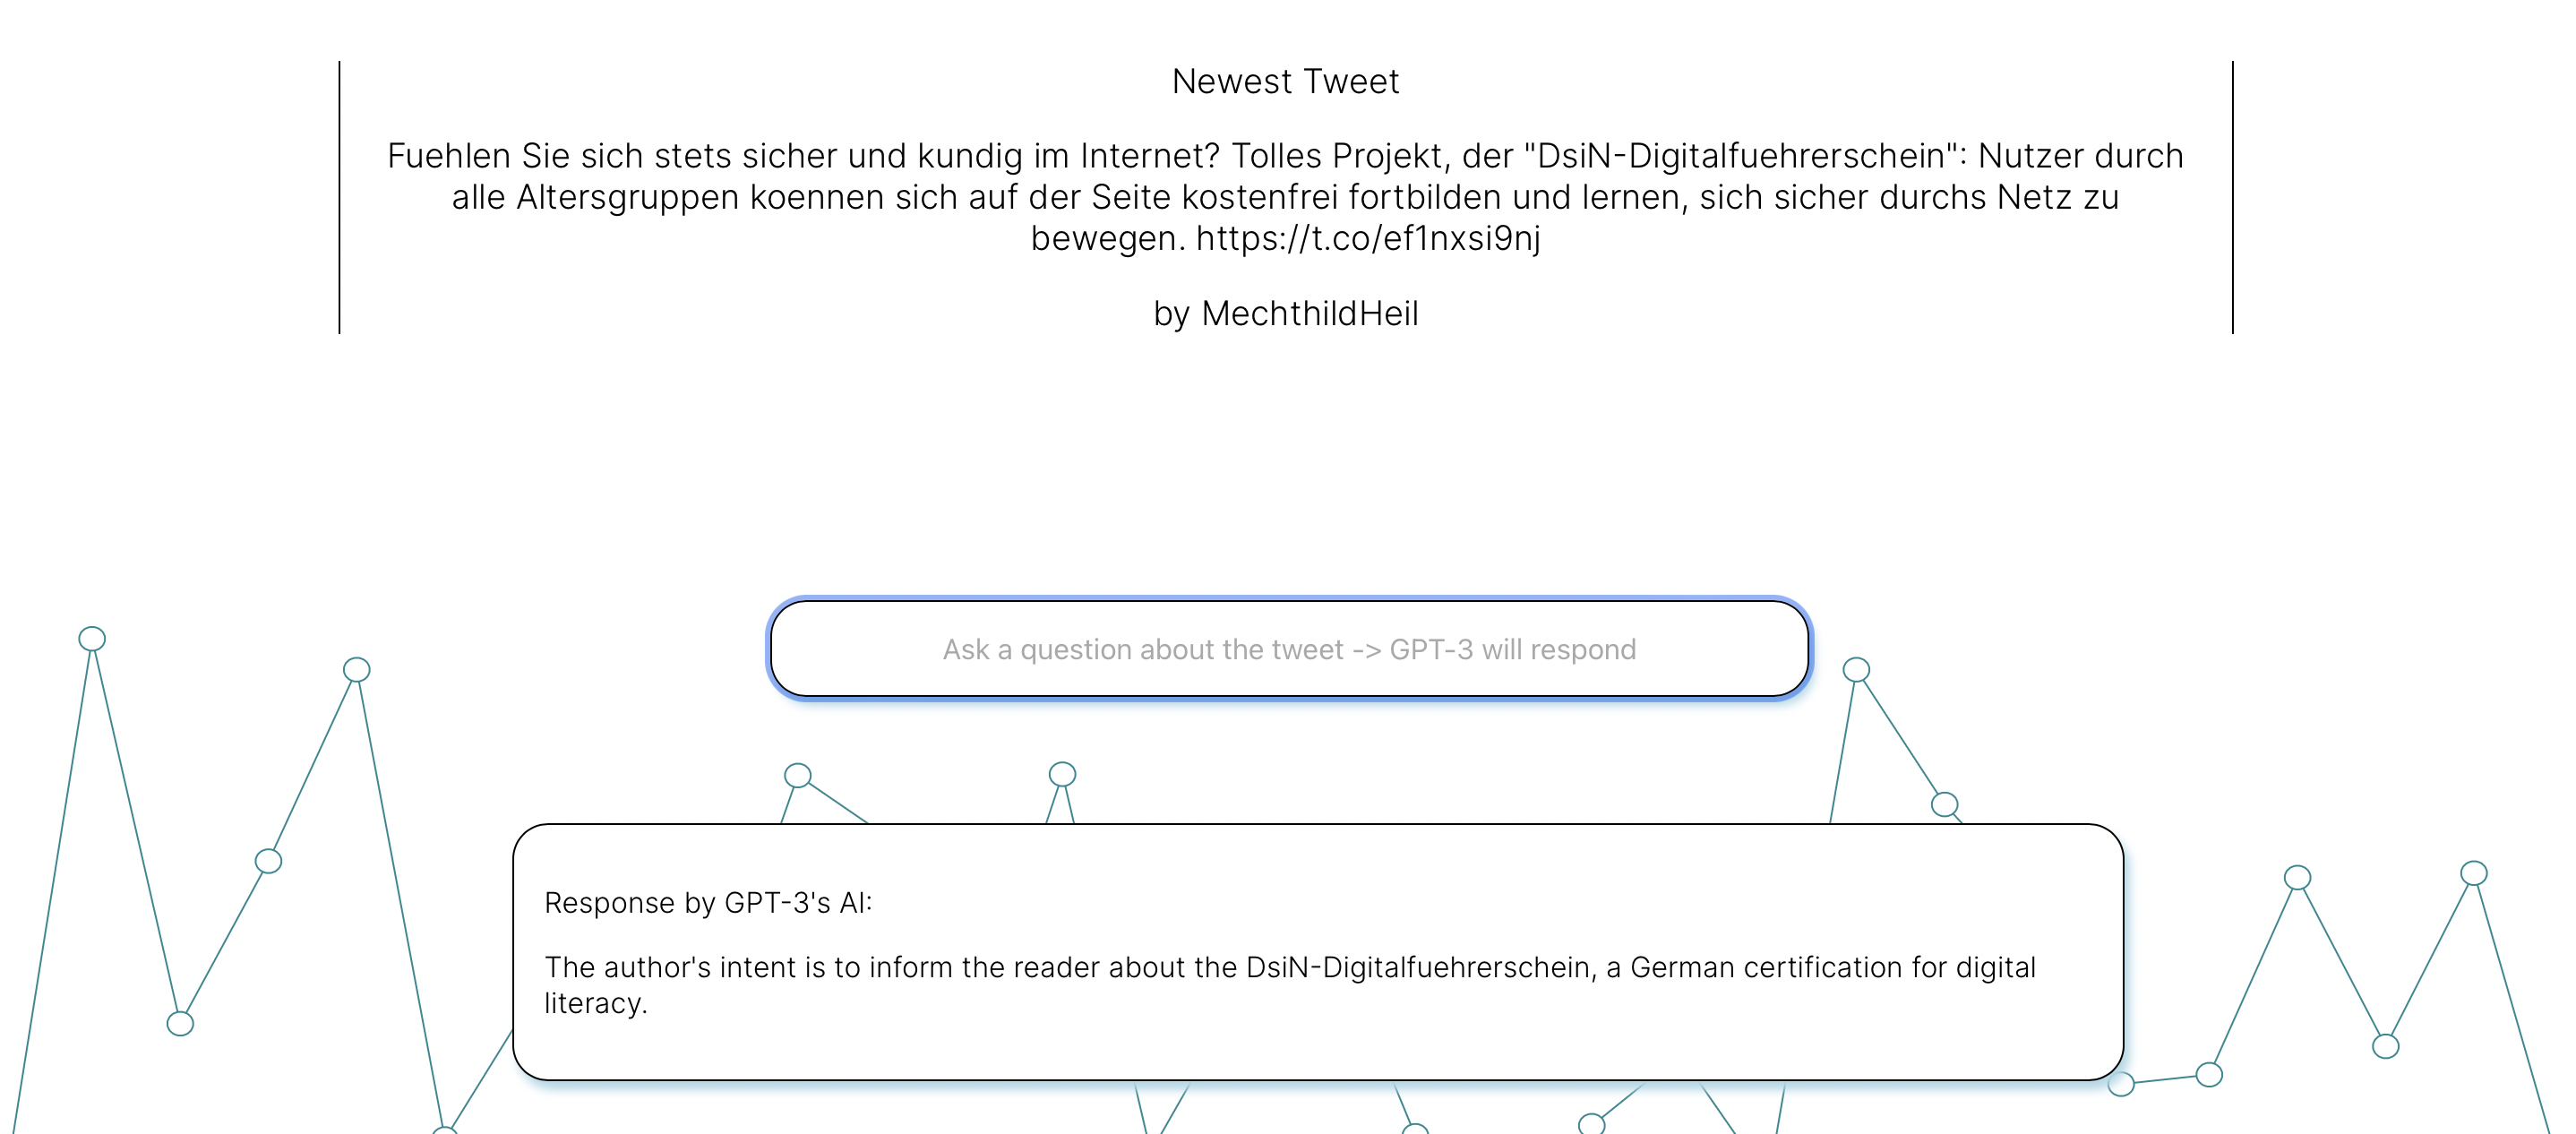 Newest Tweet
Fuehlen Sie sich stets sicher und kundig im Internet? Tolles Projekt, der "DsiN-Digitalfuehrerschein": Nutzer durch
alle Altersgruppen koennen sich auf der Seite kostenfrei fortbilden und lernen, sich sicher durchs Netz zu
bewegen. https://t.co/ef1nxsi9nj
by MechthildHeil
Ask a question about the tweet -> GPT-3 will respond
Response by GPT-3's AI:
The author's intent is to inform the reader about the DsiN-Digitalfuehrerschein, a German certification for digital
literacy.